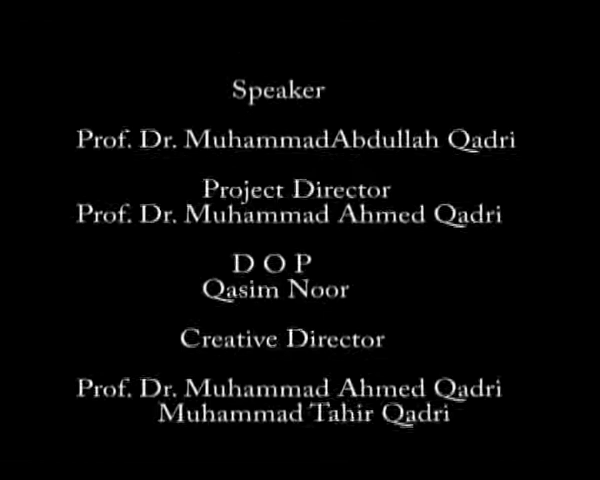 Speaker
Prof. Dr. MuhammadAbdullah Qadri
Project Director
Prof. Dr. Muhammad Ahmed Qadri
D O P
Qasim Noor
Creative Director
Prof. Dr. Muhammad Ahmed Qadri
Muhammad Tahir Qadri